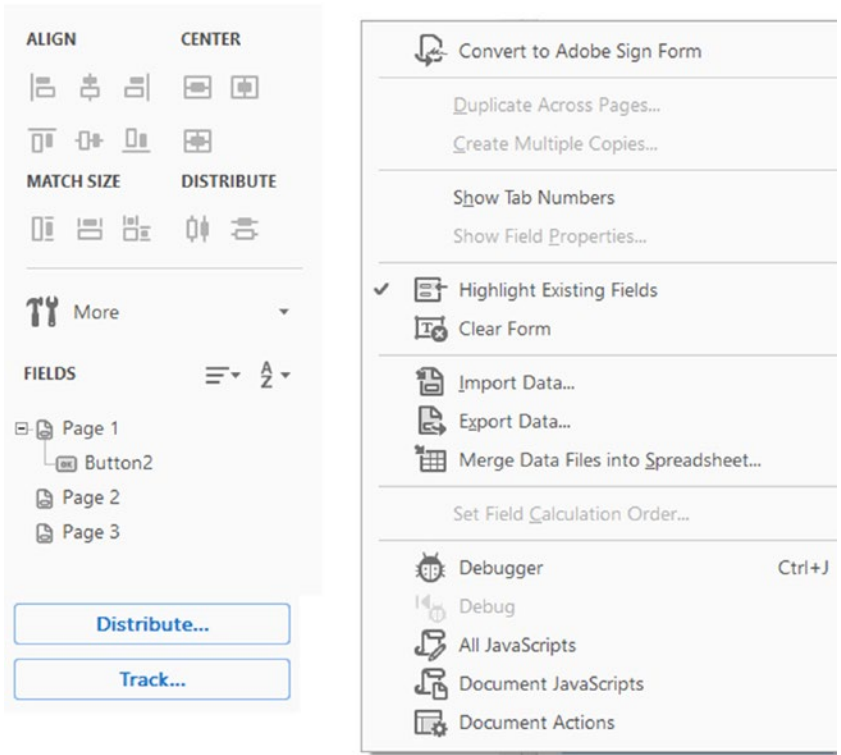 ALIGN CENTER
MATCH SIZE DISTRIBUTE
More
FIELDS A Z
Page 1
OK Button2
Page 2
Page 3
Distribute...
Track...
Convert to Adobe Sign Form
Duplicate Across Pages...
Create Multiple Copies...
Show Tab Numbers
Show Field Properties...
Highlight Existing Fields
Clear Form
Import Data...
Export Data...
Merge Data Files into Spreadsheet...
Set Field Calculation Order...
Debugger Ctrl+J
Debug
All JavaScripts
Document JavaScripts
Document Actions